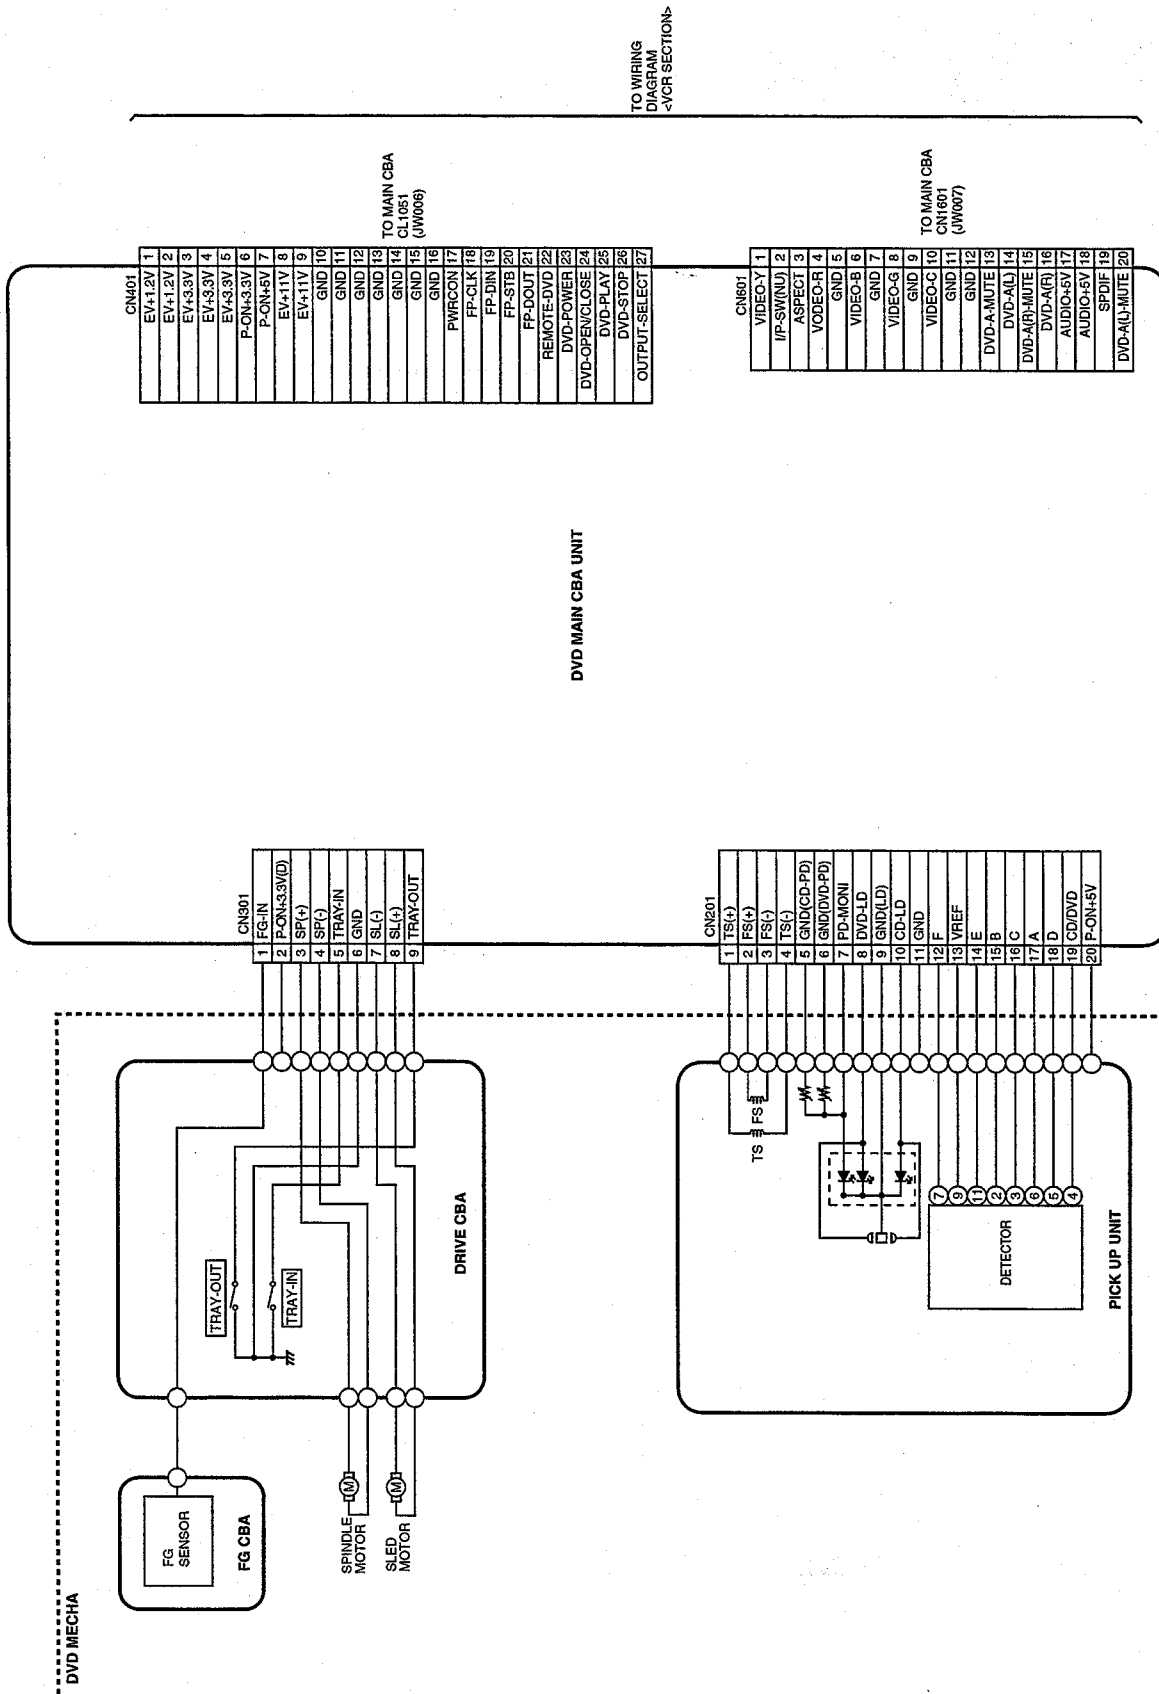 TO WIRING
DIAGRAM
<VCR SECTION>
TO MAIN CBA
CL1051
(JW006)
CN401
EV+1.2V 1
EV+1.2V 2
EV+3.3V 3
EV+3.3V 4
EV+3.3V 5
P-ON+3.3V 6
P-ON+5V 7
EV+11V 8
EV+11V 9
GND 10
GND 11
GND 12
GND 13
GND 14
GND 15
GND 16
PWRCON 17
FP-CLK 18
FP-DIN 19
FP-STB 20
FP-DOUT 21
REMOTE-DVD 22
DVD-POWER 23
DVD-OPEN/CLOSE 24
DVD-PLAY 25
DVD-STOP 26
OUTPUT-SELECT 27
TO MAIN CBA
CN1601
(JW007)
CN601
VIDEO-Y 1
I/P-SW(NU) 2
ASPECT 3
VODEO-R 4
GND 5
VIDEO-B 6
GND 7
VIDEO-G 8
GND 9
VIDEO-C 10
GND 11
GND 12
DVD-A-MUTE 13
DVD-A(L) 14
DVD-A(R)-MUTE 15
DVD-A(R) 16
AUDIO+5V 17
AUDIO+5V 18
SPDIF 19
DVD-A(L)-MUTE 20
DVD MAIN CBA UNIT
CN301
1 FG-IN
2 P-ON+3.3V(D)
3 SP(+)
4 SP(-)
5 TRAY-IN
6 GND
7 SL(-)
8 SL(+)
9 TRAY-OUT
CN201
1 TS(+)
2 FS(+)
3 FS(-)
4 TS(-)
5 GND(CD-PD)
6 GND(DVD-PD)
7 PD-MONI
8 DVD-LD
9 GND(LD)
10 CD-LD
11 GND
12 F
13 VREF
14 E
15 B
16 C
17 A
18 D
19 CD/DVD
20 P-ON+5V
TRAY-OUT
TRAY-IN
DRIVE CBA
TS
FS
7
9
11
2
3
6
5
4
DETECTOR
PICK UP UNIT
FG
SENSOR
FG CBA
M
SPINDLE
MOTOR
M
SLED
MOTOR
DVD MECHA